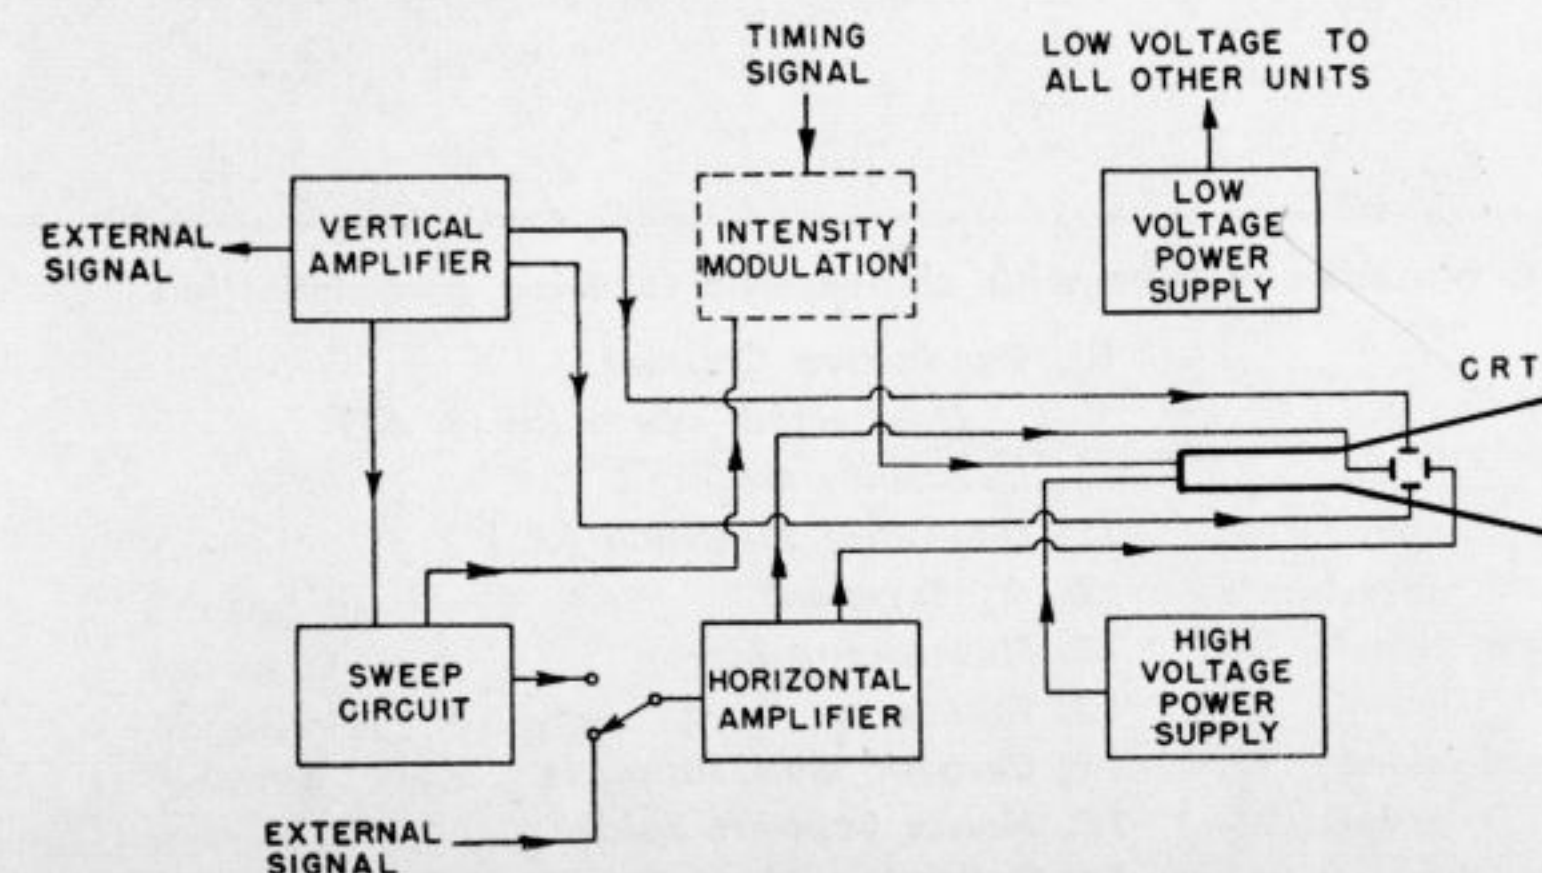 TIMING
SIGNAL
LOW VOLTAGE TO
ALL OTHER UNITS
EXTERNAL
SIGNAL
VERTICAL
AMPLIFIER
INTENSITY
MODULATION
LOW
VOLTAGE
POWER
SUPPLY
CRT
SWEEP
CIRCUIT
HORIZONTAL
AMPLIFIER
HIGH
VOLTAGE
POWER
SUPPLY
EXTERNAL
SIGNAL